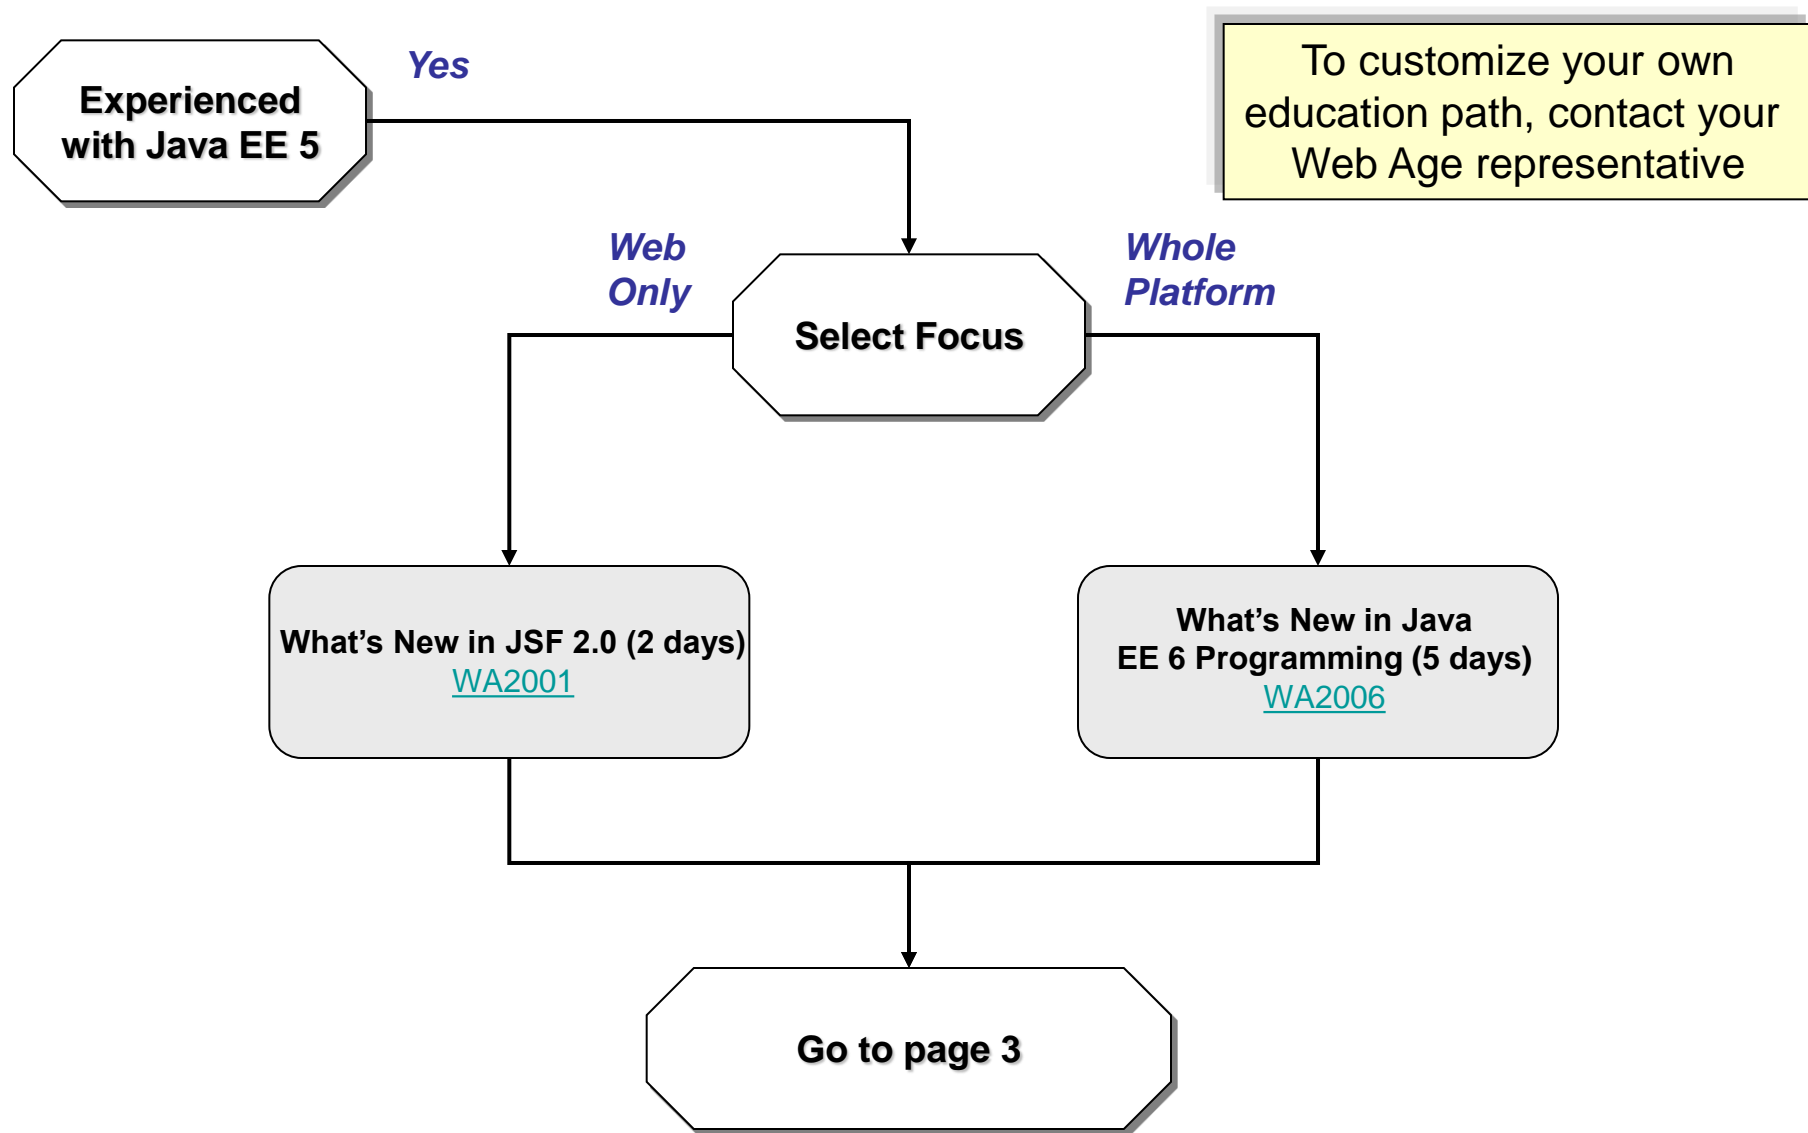 Experienced
with Java EE 5
Yes
To customize your own
education path, contact your
Web Age representative
Web
Only
Whole
Platform
Select Focus
What’s New in JSF 2.0 (2 days)
WA2001
What’s New in Java
EE 6 Programming (5 days)
WA2006
Go to page 3